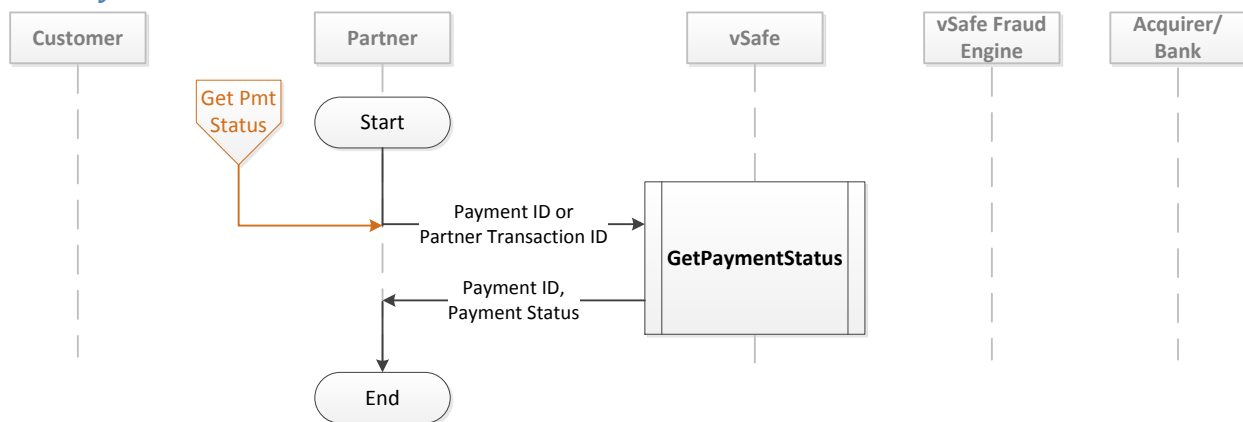 Customer
Partner
vSafe
vSafe Fraud
Engine
Acquirer/
Bank
Get Pmt
Status
Start
Payment ID or
Partner Transaction ID
GetPaymentStatus
Payment ID,
Payment Status
End